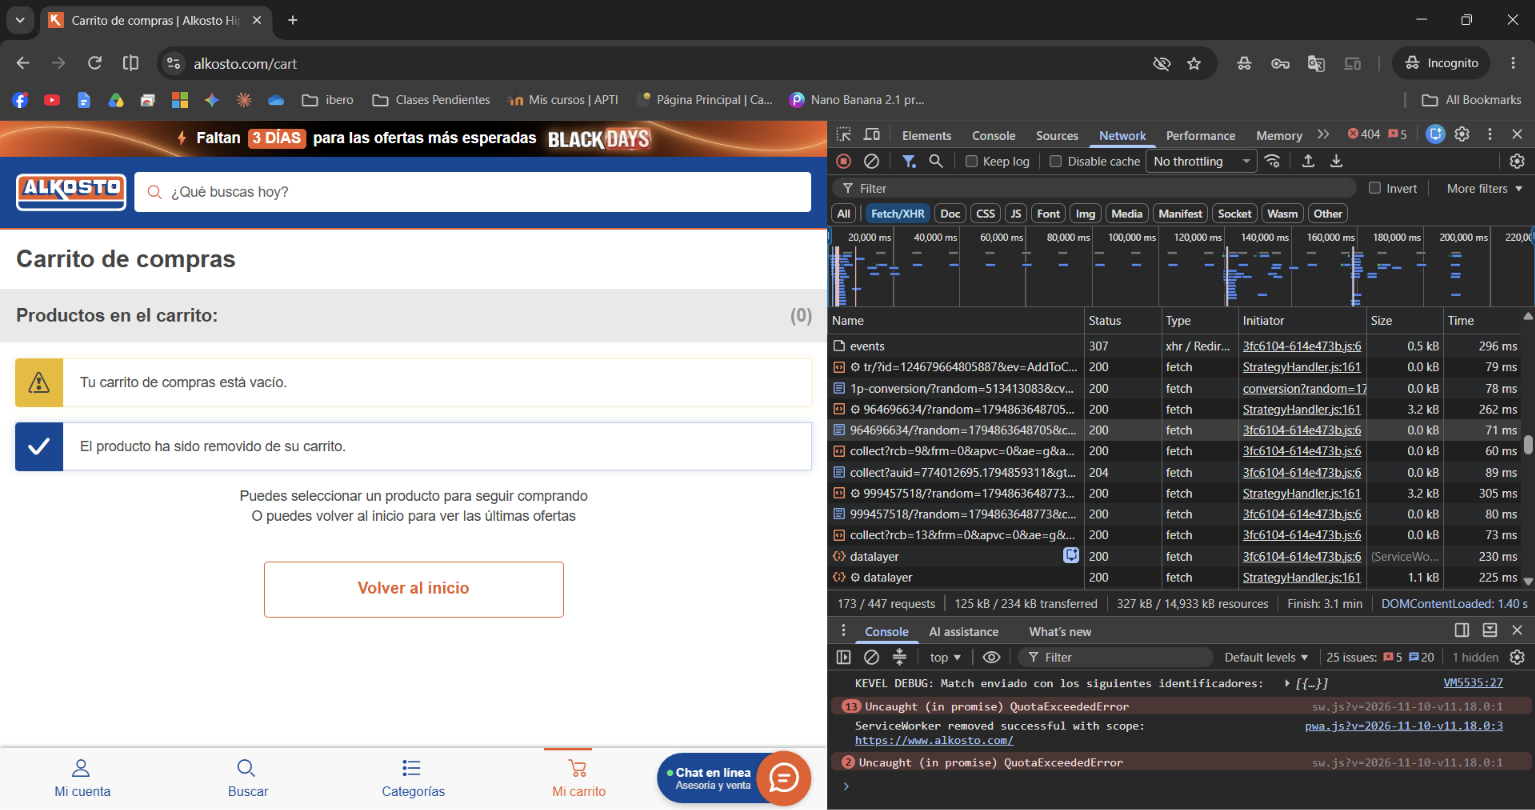 Carrito de compras | Alkosto Hi
alkosto.com/cart
Incognito
ibero
Clases Pendientes
Mis cursos | APTI
Página Principal | Ca...
Nano Banana 2.1 pr...
All Bookmarks
Faltan 3 DÍAS para las ofertas más esperadas BLACK DAYS
ALKOSTO
¿Qué buscas hoy?
Carrito de compras
Productos en el carrito: (0)
Tu carrito de compras está vacío.
El producto ha sido removido de su carrito.
Puedes seleccionar un producto para seguir comprando
O puedes volver al inicio para ver las últimas ofertas
Volver al inicio
Mi cuenta
Buscar
Categorías
Mi carrito
Chat en línea
Asesoría y venta
Elements Console Sources Network Performance Memory 404 5
Keep log Disable cache No throttling
Filter Invert More filters
All Fetch/XHR Doc CSS JS Font Img Media Manifest Socket Wasm Other
20,000 ms 40,000 ms 60,000 ms 80,000 ms 100,000 ms 120,000 ms 140,000 ms 160,000 ms 180,000 ms 200,000 ms 220,0
Name Status Type Initiator Size Time
events 307 xhr / Redir... 3fc6104-614e473b.js:6 0.5 kB 296 ms
tr/?id=1246796664805887&ev=AddToC... 200 fetch StrategyHandler.js:161 0.0 kB 79 ms
1p-conversion/?random=513413083&cv... 200 fetch conversion?random=17 0.0 kB 78 ms
964696634/?random=1794863648705... 200 fetch StrategyHandler.js:161 3.2 kB 262 ms
964696634/?random=1794863648705&c... 200 fetch 3fc6104-614e473b.js:6 0.0 kB 71 ms
collect?rcb=9&frm=0&apvc=0&ae=g&a... 200 fetch 3fc6104-614e473b.js:6 0.0 kB 60 ms
collect?auid=774012695.1794859311&gt... 204 fetch 3fc6104-614e473b.js:6 0.0 kB 89 ms
999457518/?random=1794863648773... 200 fetch StrategyHandler.js:161 3.2 kB 305 ms
999457518/?random=1794863648773&c... 200 fetch 3fc6104-614e473b.js:6 0.0 kB 80 ms
collect?rcb=13&frm=0&apvc=0&ae=g&... 200 fetch 3fc6104-614e473b.js:6 0.0 kB 73 ms
datalayer 200 fetch 3fc6104-614e473b.js:6 (ServiceWo... 230 ms
datalayer 200 fetch StrategyHandler.js:161 1.1 kB 225 ms
173 / 447 requests 125 kB / 234 kB transferred 327 kB / 14,933 kB resources Finish: 3.1 min DOMContentLoaded: 1.40 s
Console AI assistance What's new
top Filter Default levels 25 issues: 5 20 1 hidden
KEVEL DEBUG: Match enviado con los siguientes identificadores: [{…}] VM5535:27
13 Uncaught (in promise) QuotaExceededError sw.js?v=2026-11-10-v11.18.0:1
ServiceWorker removed successful with scope: pwa.js?v=2026-11-10-v11.18.0:3
https://www.alkosto.com/
2 Uncaught (in promise) QuotaExceededError sw.js?v=2026-11-10-v11.18.0:1